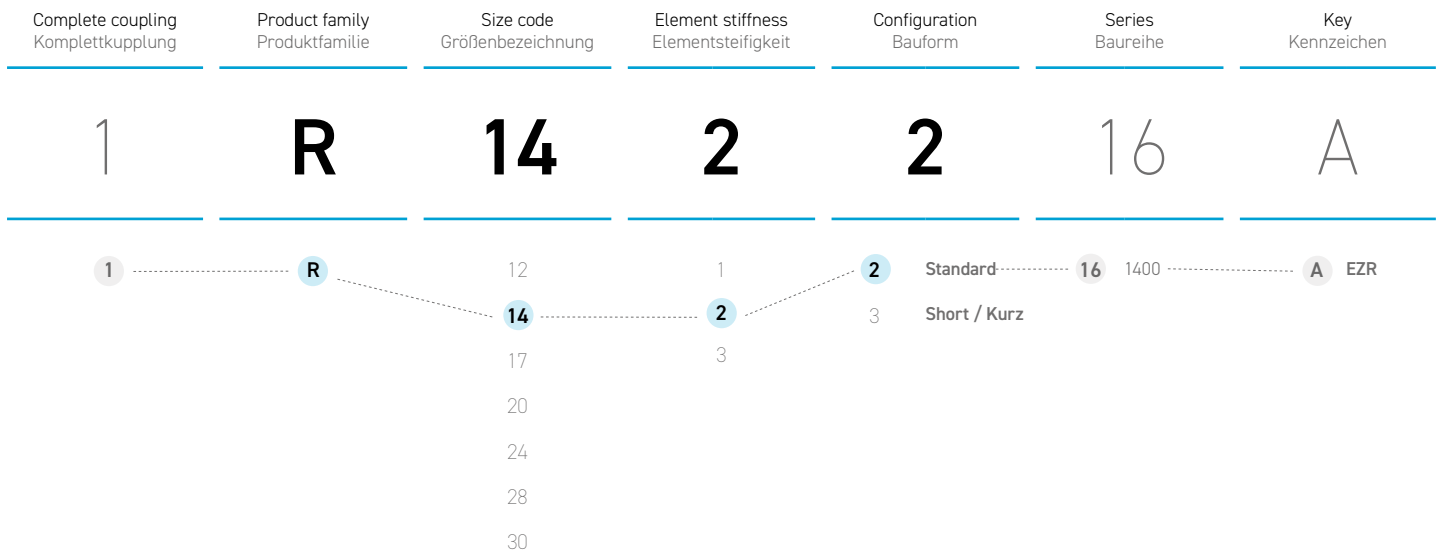 Complete coupling Product family Size code Element stiffness Configuration Series Key
Komplettkupplung Produktfamilie Größenbezeichnung Elementsteifigkeit Bauform Baureihe Kennzeichen
1 R 14 2 2 16 A
1 R 12 1 2 Standard 16 1400 A EZR
14 2 3 Short / Kurz
17 3
20
24
28
30